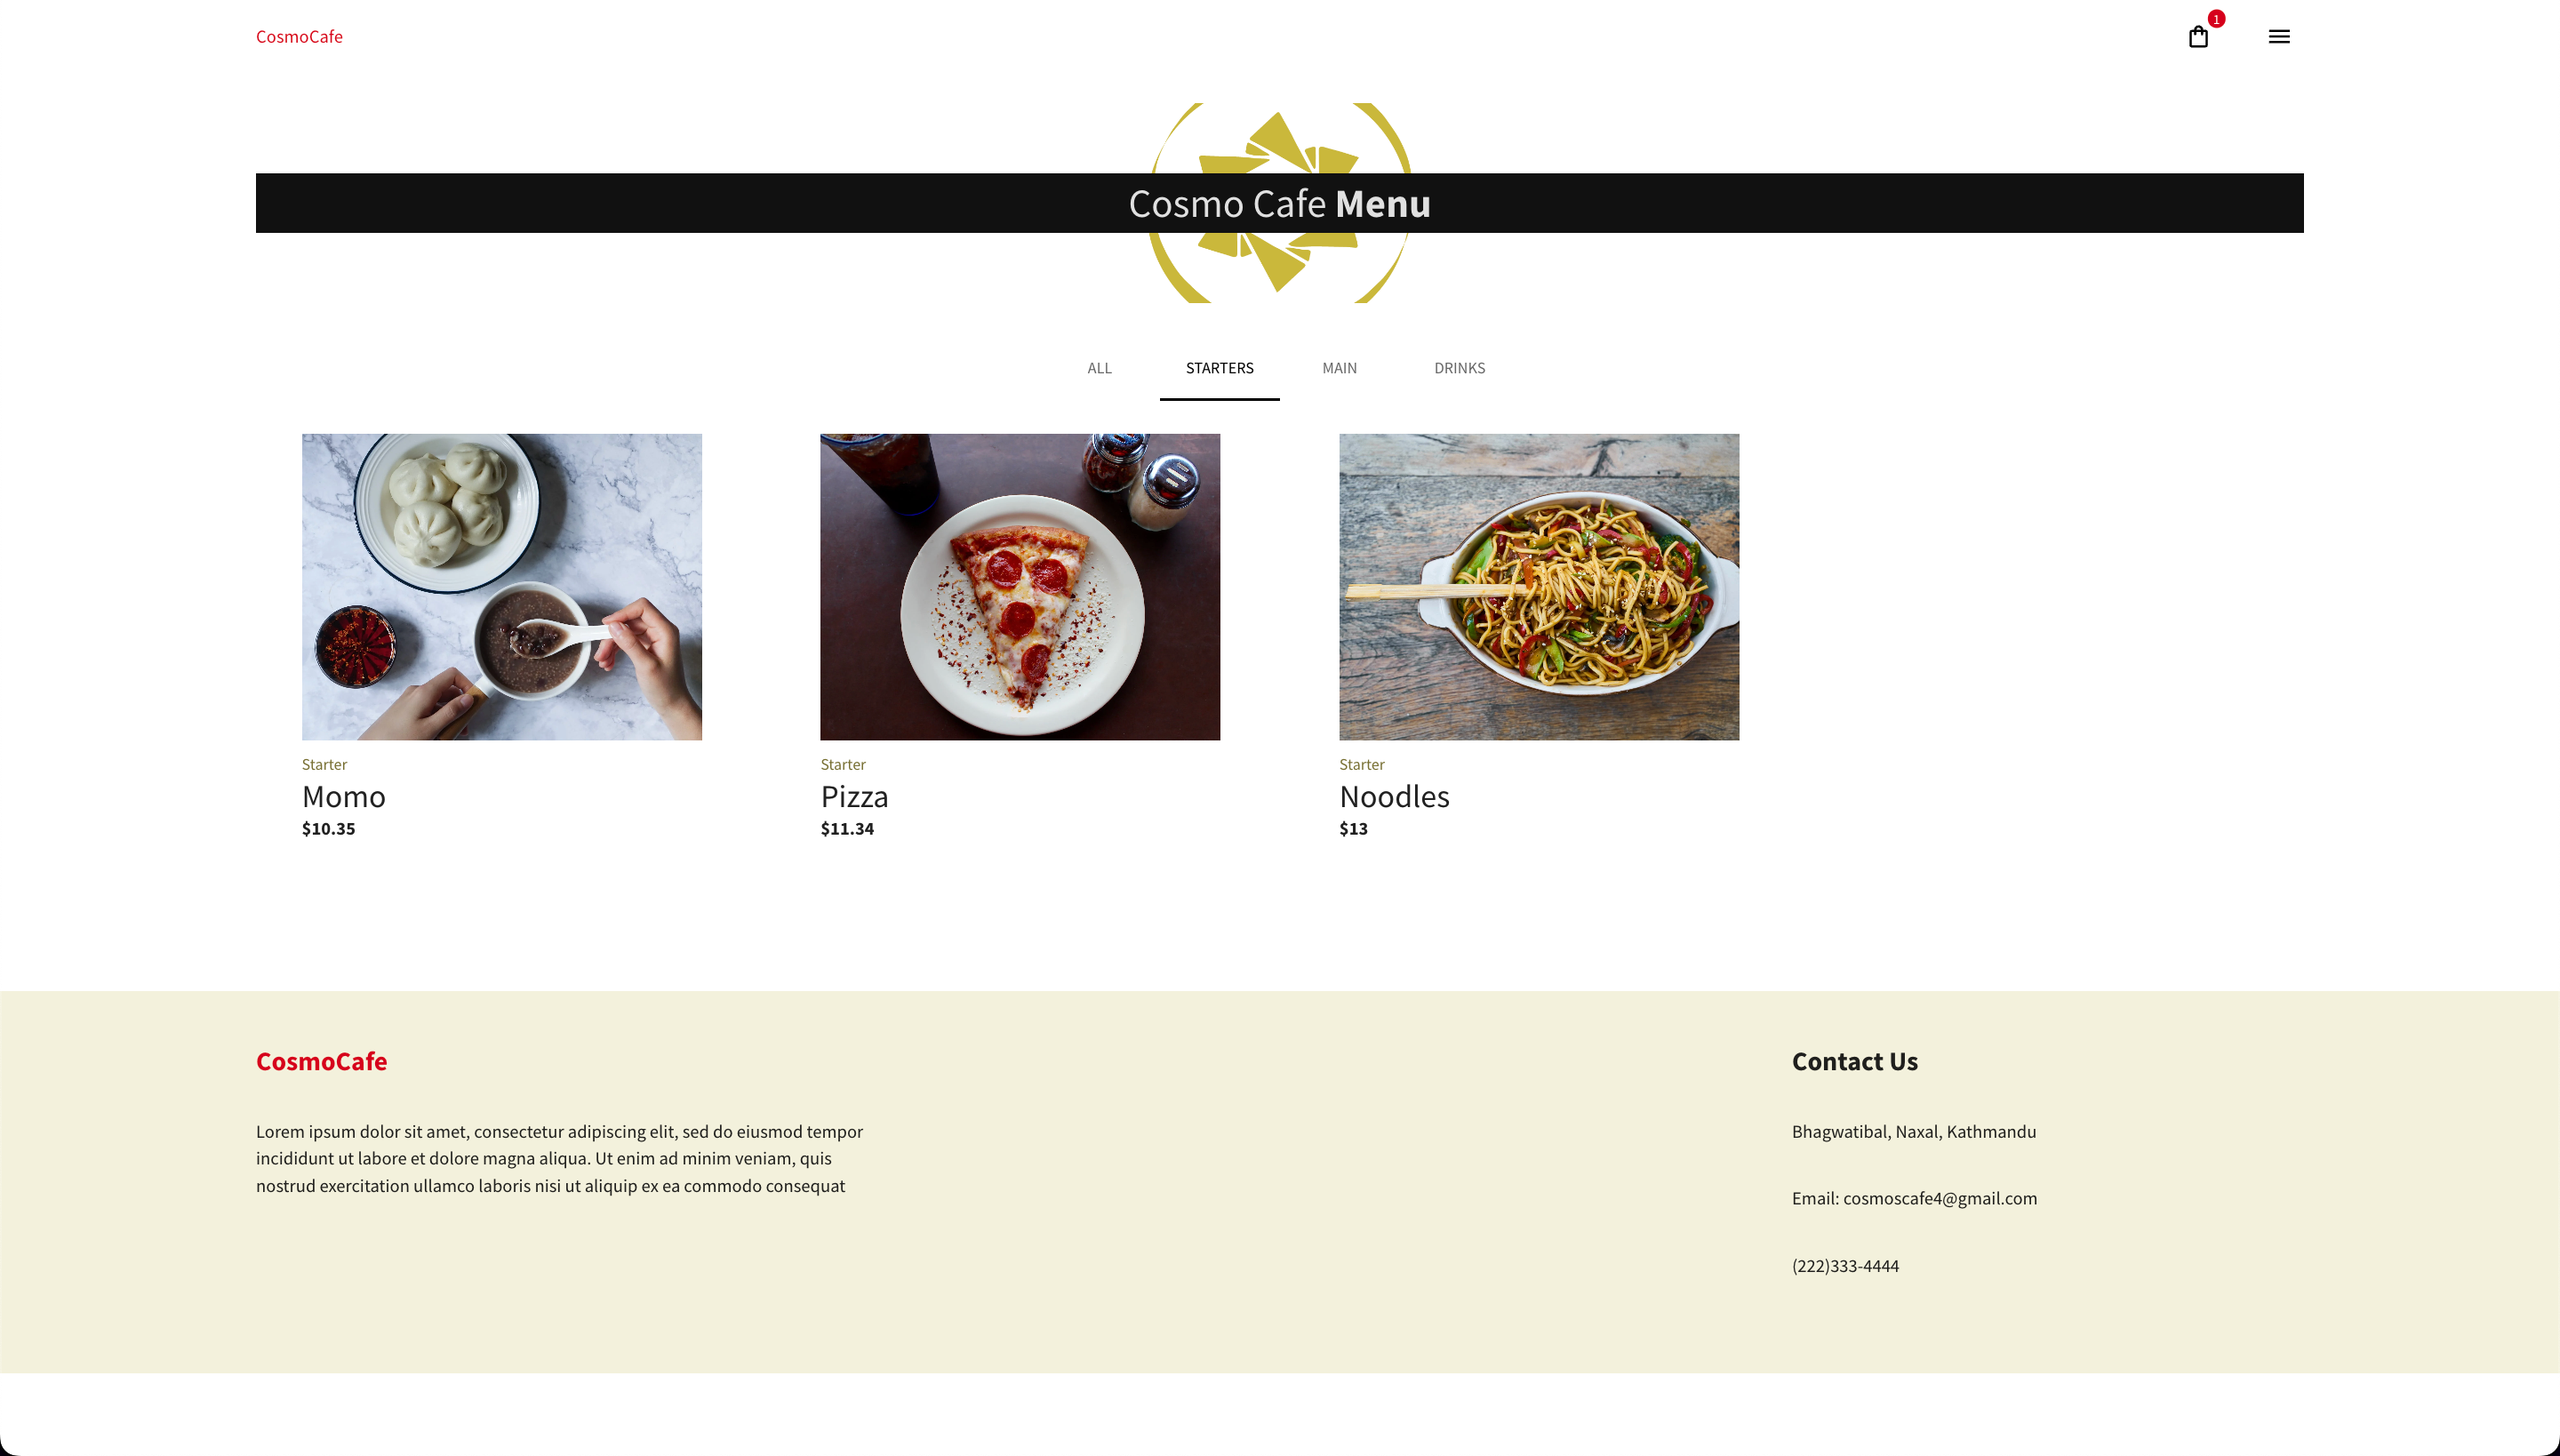 CosmoCafe
1
Cosmo Cafe Menu
ALL STARTERS MAIN DRINKS
Starter
Momo
$10.35
Starter
Pizza
$11.34
Starter
Noodles
$13
CosmoCafe
Lorem ipsum dolor sit amet, consectetur adipiscing elit, sed do eiusmod tempor
incididunt ut labore et dolore magna aliqua. Ut enim ad minim veniam, quis
nostrud exercitation ullamco laboris nisi ut aliquip ex ea commodo consequat
Contact Us
Bhagwatibal, Naxal, Kathmandu
Email: cosmoscafe4@gmail.com
(222)333-4444